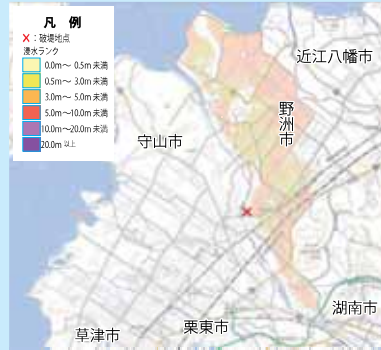 凡 例
×：破堤地点
浸水ランク
0.0m～ 0.5m 未満
0.5m～ 3.0m 未満
3.0m～ 5.0m 未満
5.0m～10.0m 未満
10.0m～20.0m 未満
20.0m 以上
近江八幡市
野洲市
守山市
湖南市
栗東市
草津市